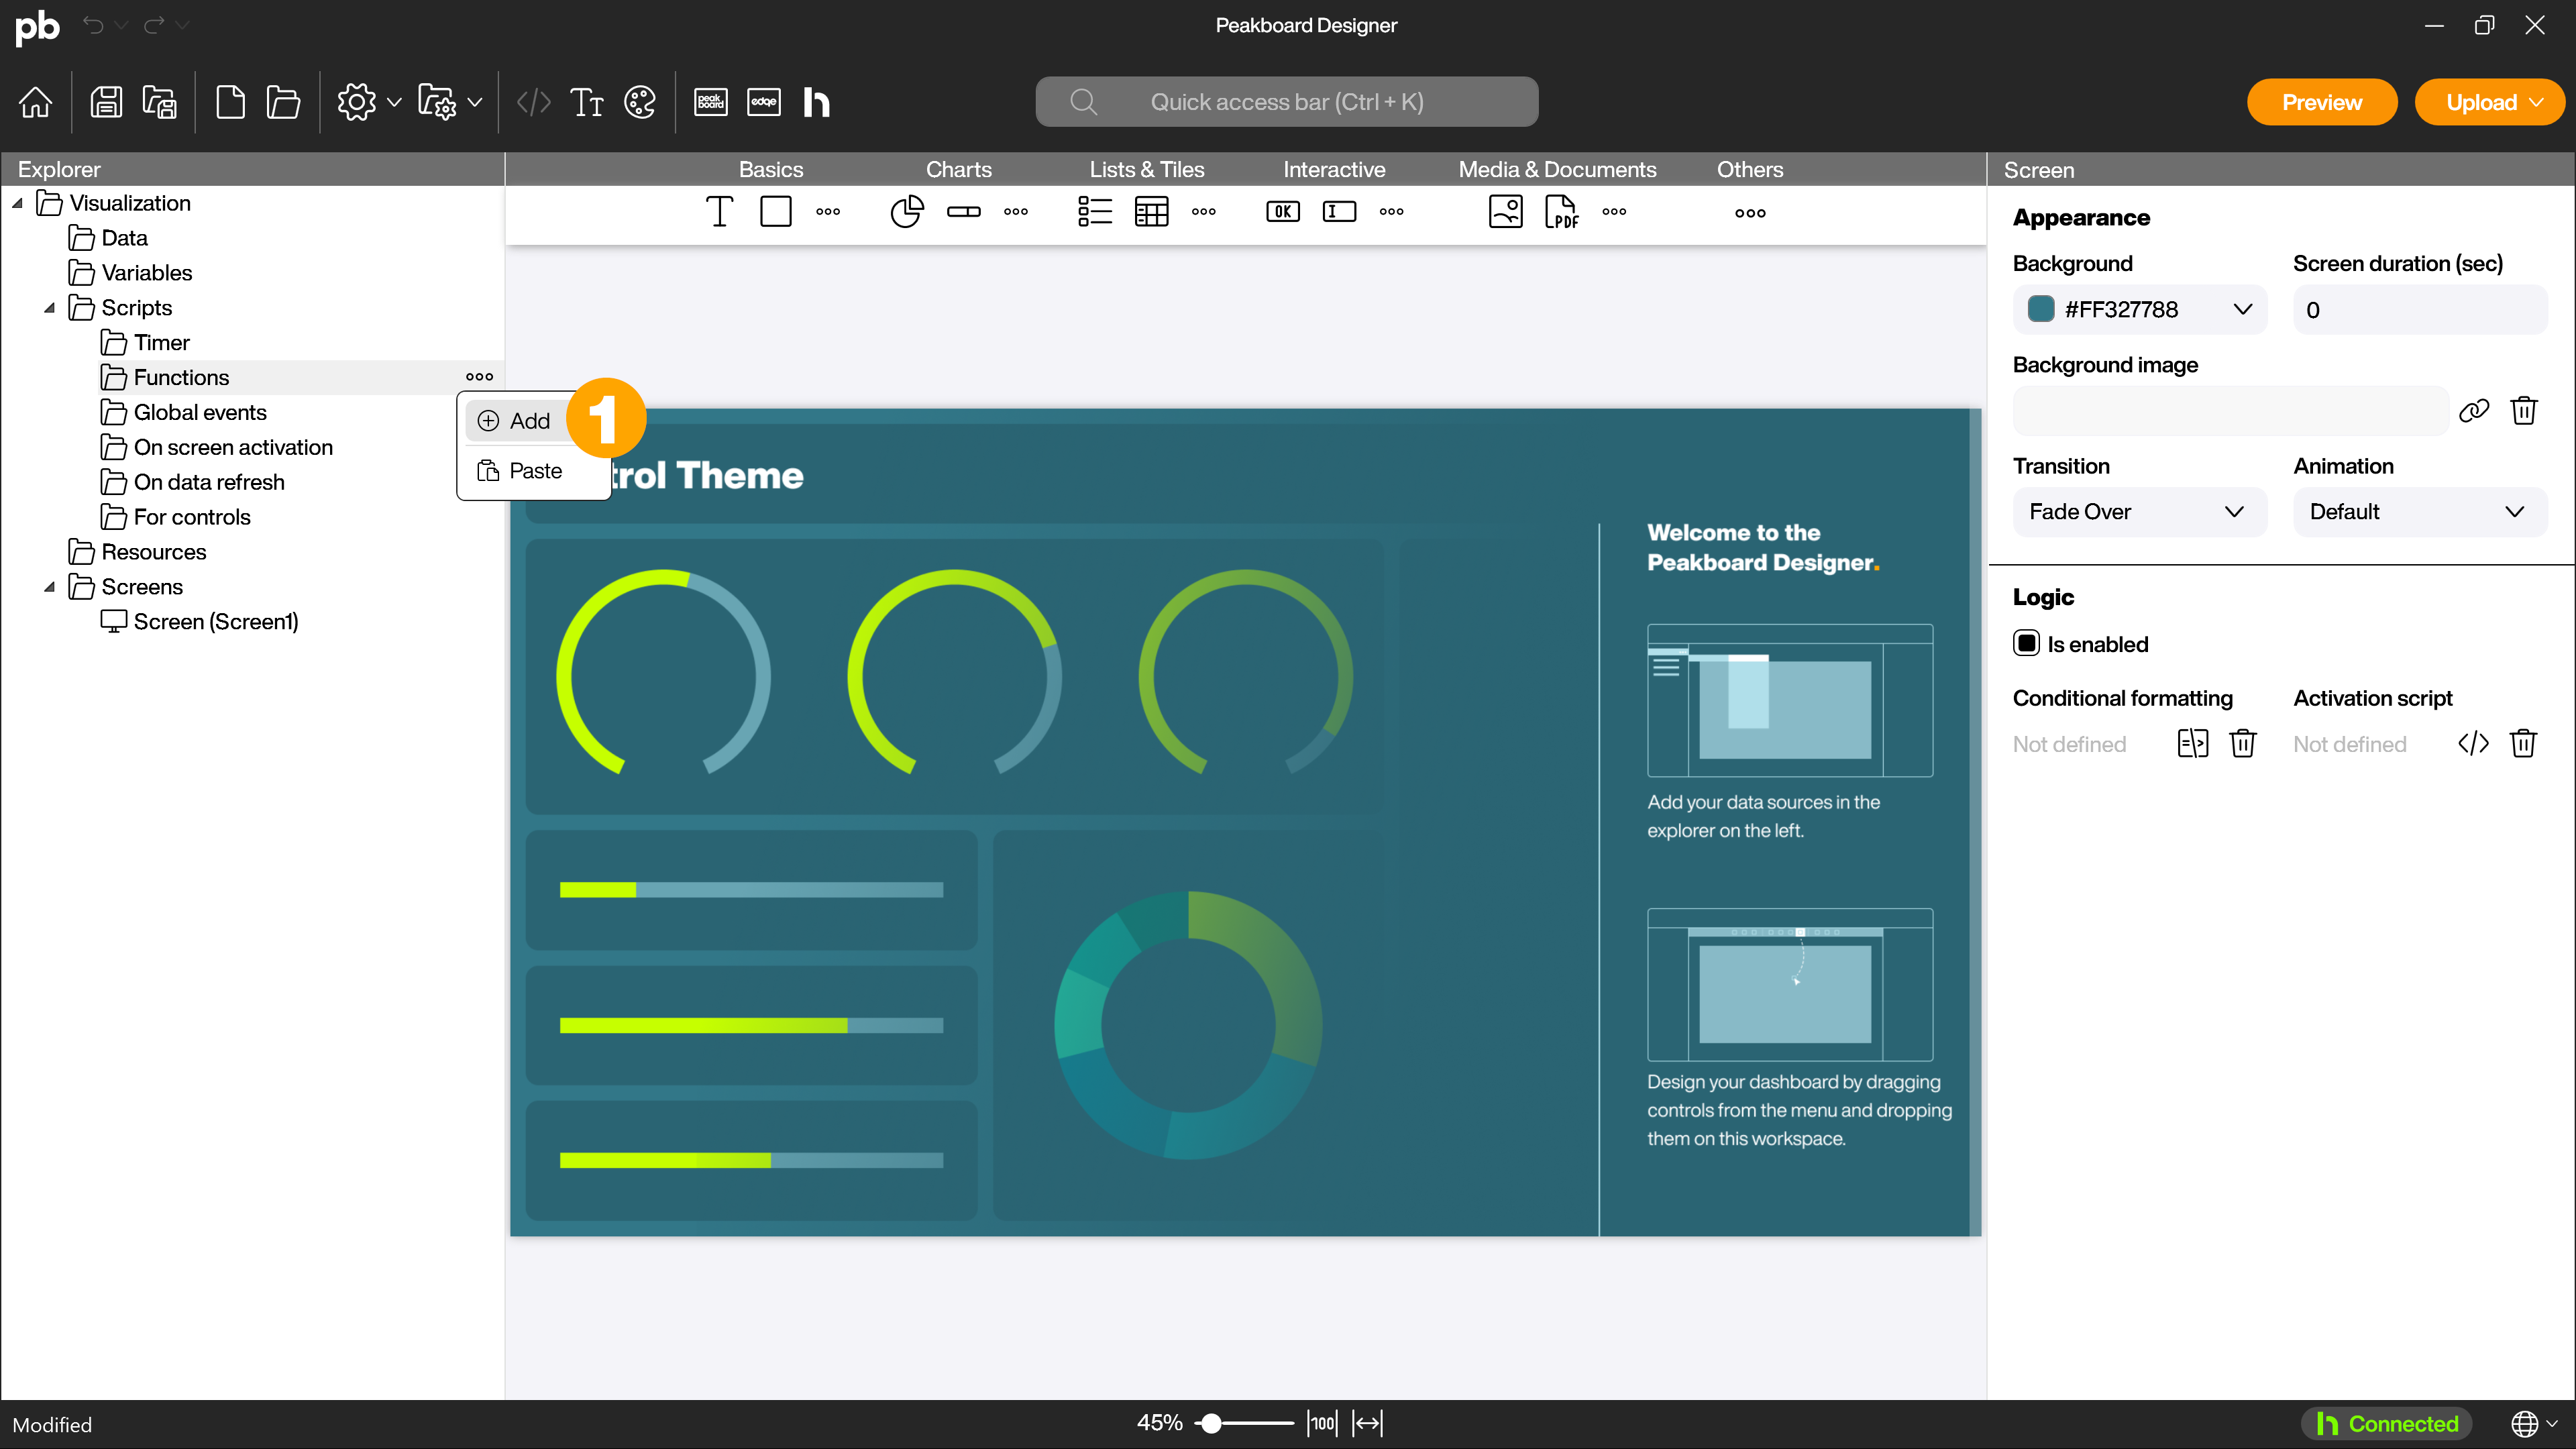 pb
Peakboard Designer
peak board
edge
Quick access bar (Ctrl + K)
Preview
Upload
Explorer
Basics
Charts
Lists & Tiles
Interactive
Media & Documents
Others
Screen
Visualization
Data
Variables
Scripts
Timer
Functions
Global events
On screen activation
On data refresh
For controls
Resources
Screens
Screen (Screen1)
Add
1
Paste
OK
I
PDF
trol Theme
Welcome to the
Peakboard Designer.
Add your data sources in the
explorer on the left.
Design your dashboard by dragging
controls from the menu and dropping
them on this workspace.
Appearance
Background
Screen duration (sec)
#FF327788
0
Background image
Transition
Animation
Fade Over
Default
Logic
Is enabled
Conditional formatting
Activation script
Not defined
Not defined
Modified
45%
100
Connected